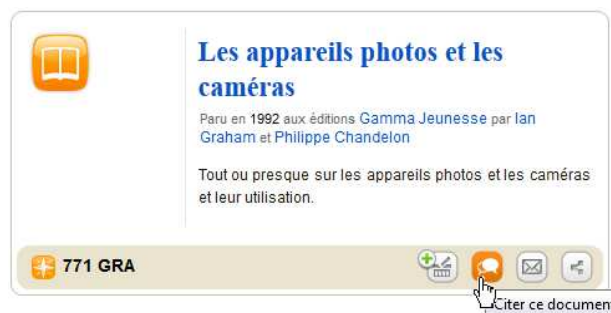 Les appareils photos et les
caméras
Paru en 1992 aux éditions Gamma Jeunesse par Ian
Graham et Philippe Chandelon
Tout ou presque sur les appareils photos et les caméras
et leur utilisation.
771 GRA
Citer ce documen